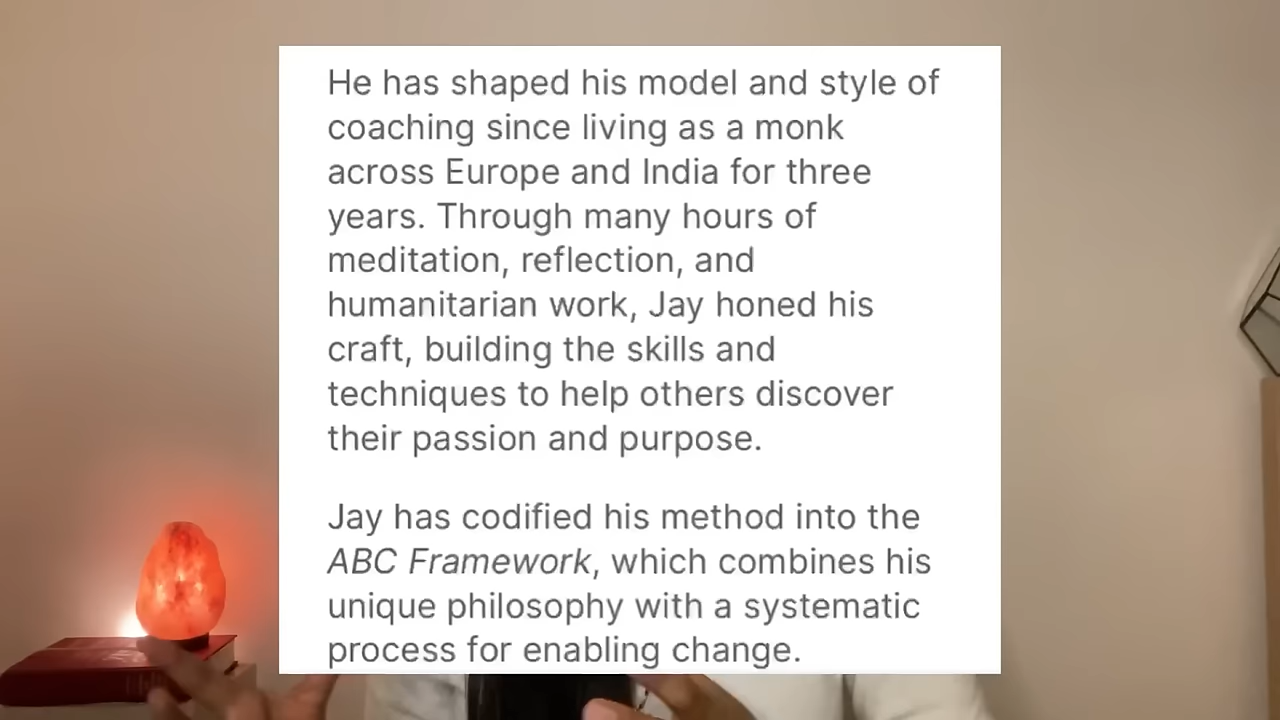 He has shaped his model and style of
coaching since living as a monk
across Europe and India for three
years. Through many hours of
meditation, reflection, and
humanitarian work, Jay honed his
craft, building the skills and
techniques to help others discover
their passion and purpose.
Jay has codified his method into the
ABC Framework, which combines his
unique philosophy with a systematic
process for enabling change.